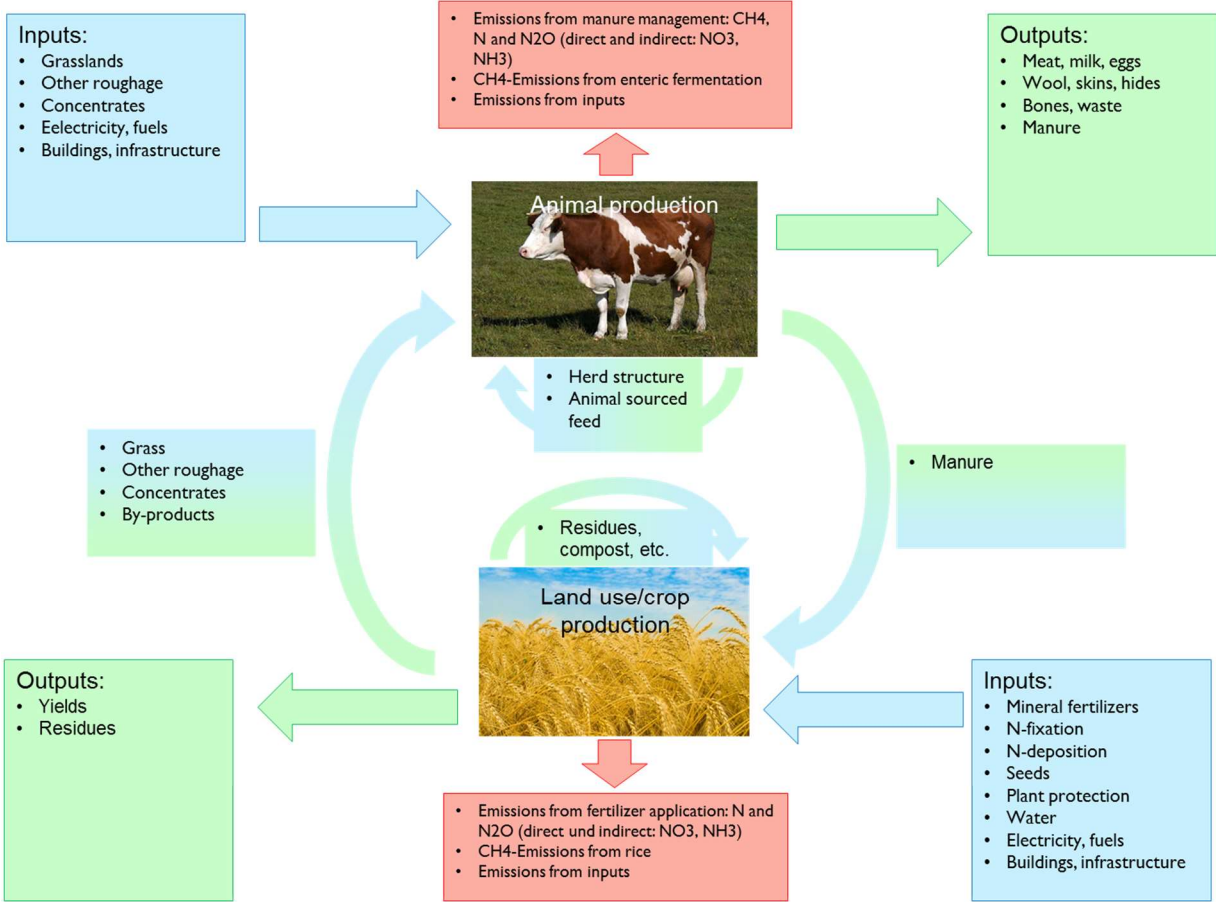 Inputs:
• Grasslands
• Other roughage
• Concentrates
• Eelectricity, fuels
• Buildings, infrastructure
• Emissions from manure management: CH4,
N and N2O (direct and indirect: NO3,
NH3)
• CH4-Emissions from enteric fermentation
• Emissions from inputs
Outputs:
• Meat, milk, eggs
• Wool, skins, hides
• Bones, waste
• Manure
Animal production
• Herd structure
• Animal sourced
feed
• Grass
• Other roughage
• Concentrates
• By-products
• Manure
• Residues,
compost, etc.
Land use/crop
production
Outputs:
• Yields
• Residues
Inputs:
• Mineral fertilizers
• N-fixation
• N-deposition
• Seeds
• Plant protection
• Water
• Electricity, fuels
• Buildings, infrastructure
• Emissions from fertilizer application: N and
N2O (direct und indirect: NO3, NH3)
• CH4-Emissions from rice
• Emissions from inputs